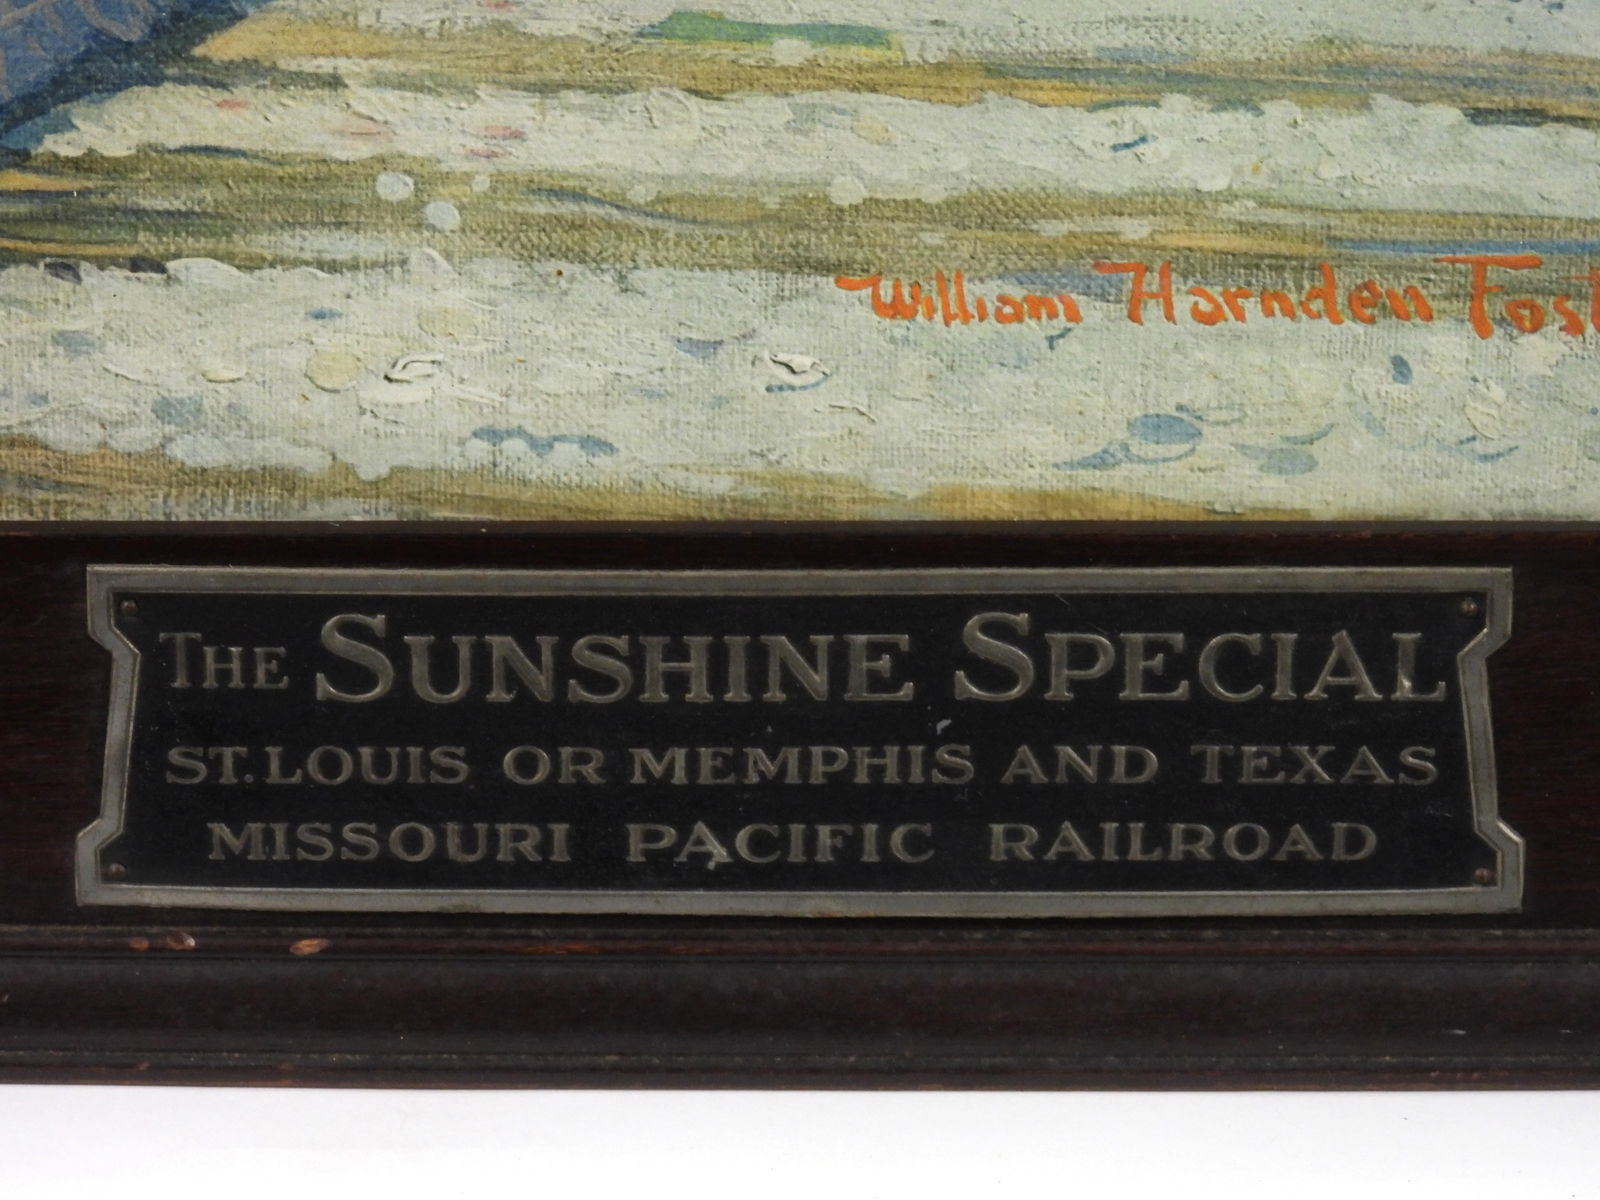 William Harnden Fost
THE SUNSHINE SPECIAL
ST. LOUIS OR MEMPHIS AND TEXAS
MISSOURI PACIFIC RAILROAD